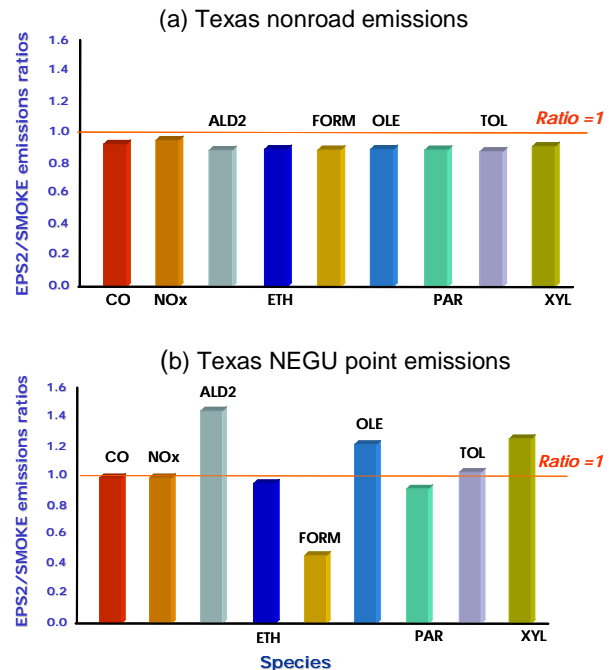 (a) Texas nonroad emissions
EPS2/SMOKE emissions ratios
1.6
1.4
1.2
1.0
0.8
0.6
0.4
0.2
0.0
Ratio =1
ALD2 FORM OLE TOL
CO NOx ETH PAR XYL
(b) Texas NEGU point emissions
EPS2/SMOKE emissions ratios
1.6
1.4
1.2
1.0
0.8
0.6
0.4
0.2
0.0
ALD2
OLE
CO NOx TOL
Ratio =1
FORM
ETH PAR XYL
Species